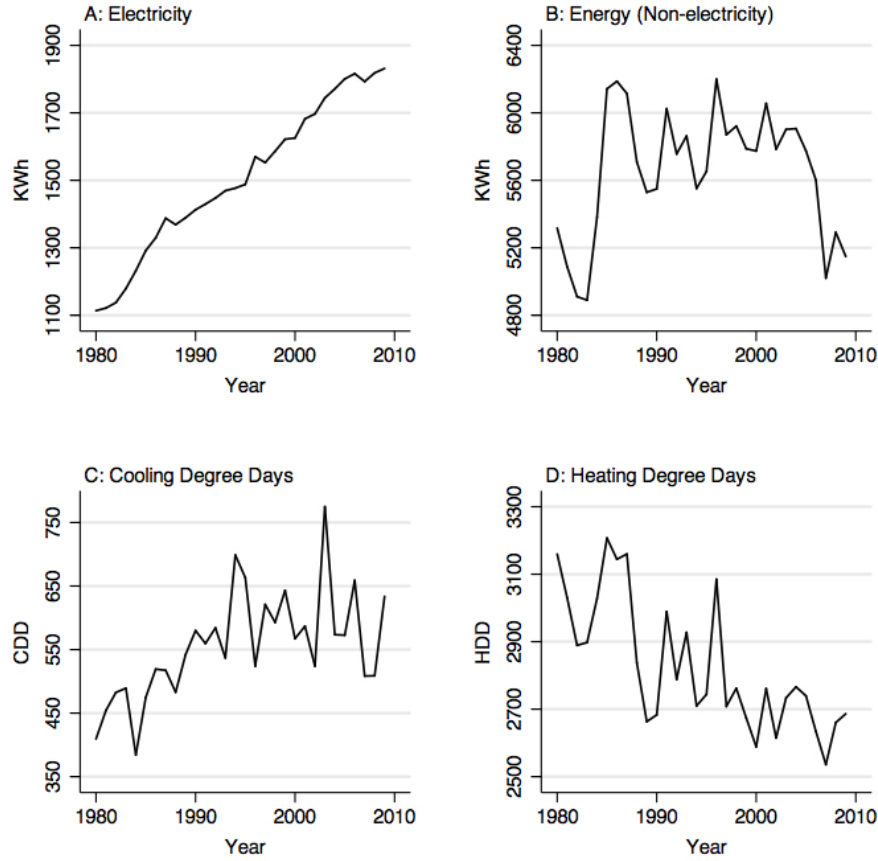 A: Electricity
KWh
1900
1700
1500
1300
1100
1980 1990 2000 2010
Year
B: Energy (Non-electricity)
KWh
6400
6000
5600
5200
4800
1980 1990 2000 2010
Year
C: Cooling Degree Days
CDD
750
650
550
450
350
1980 1990 2000 2010
Year
D: Heating Degree Days
HDD
3300
3100
2900
2700
2500
1980 1990 2000 2010
Year